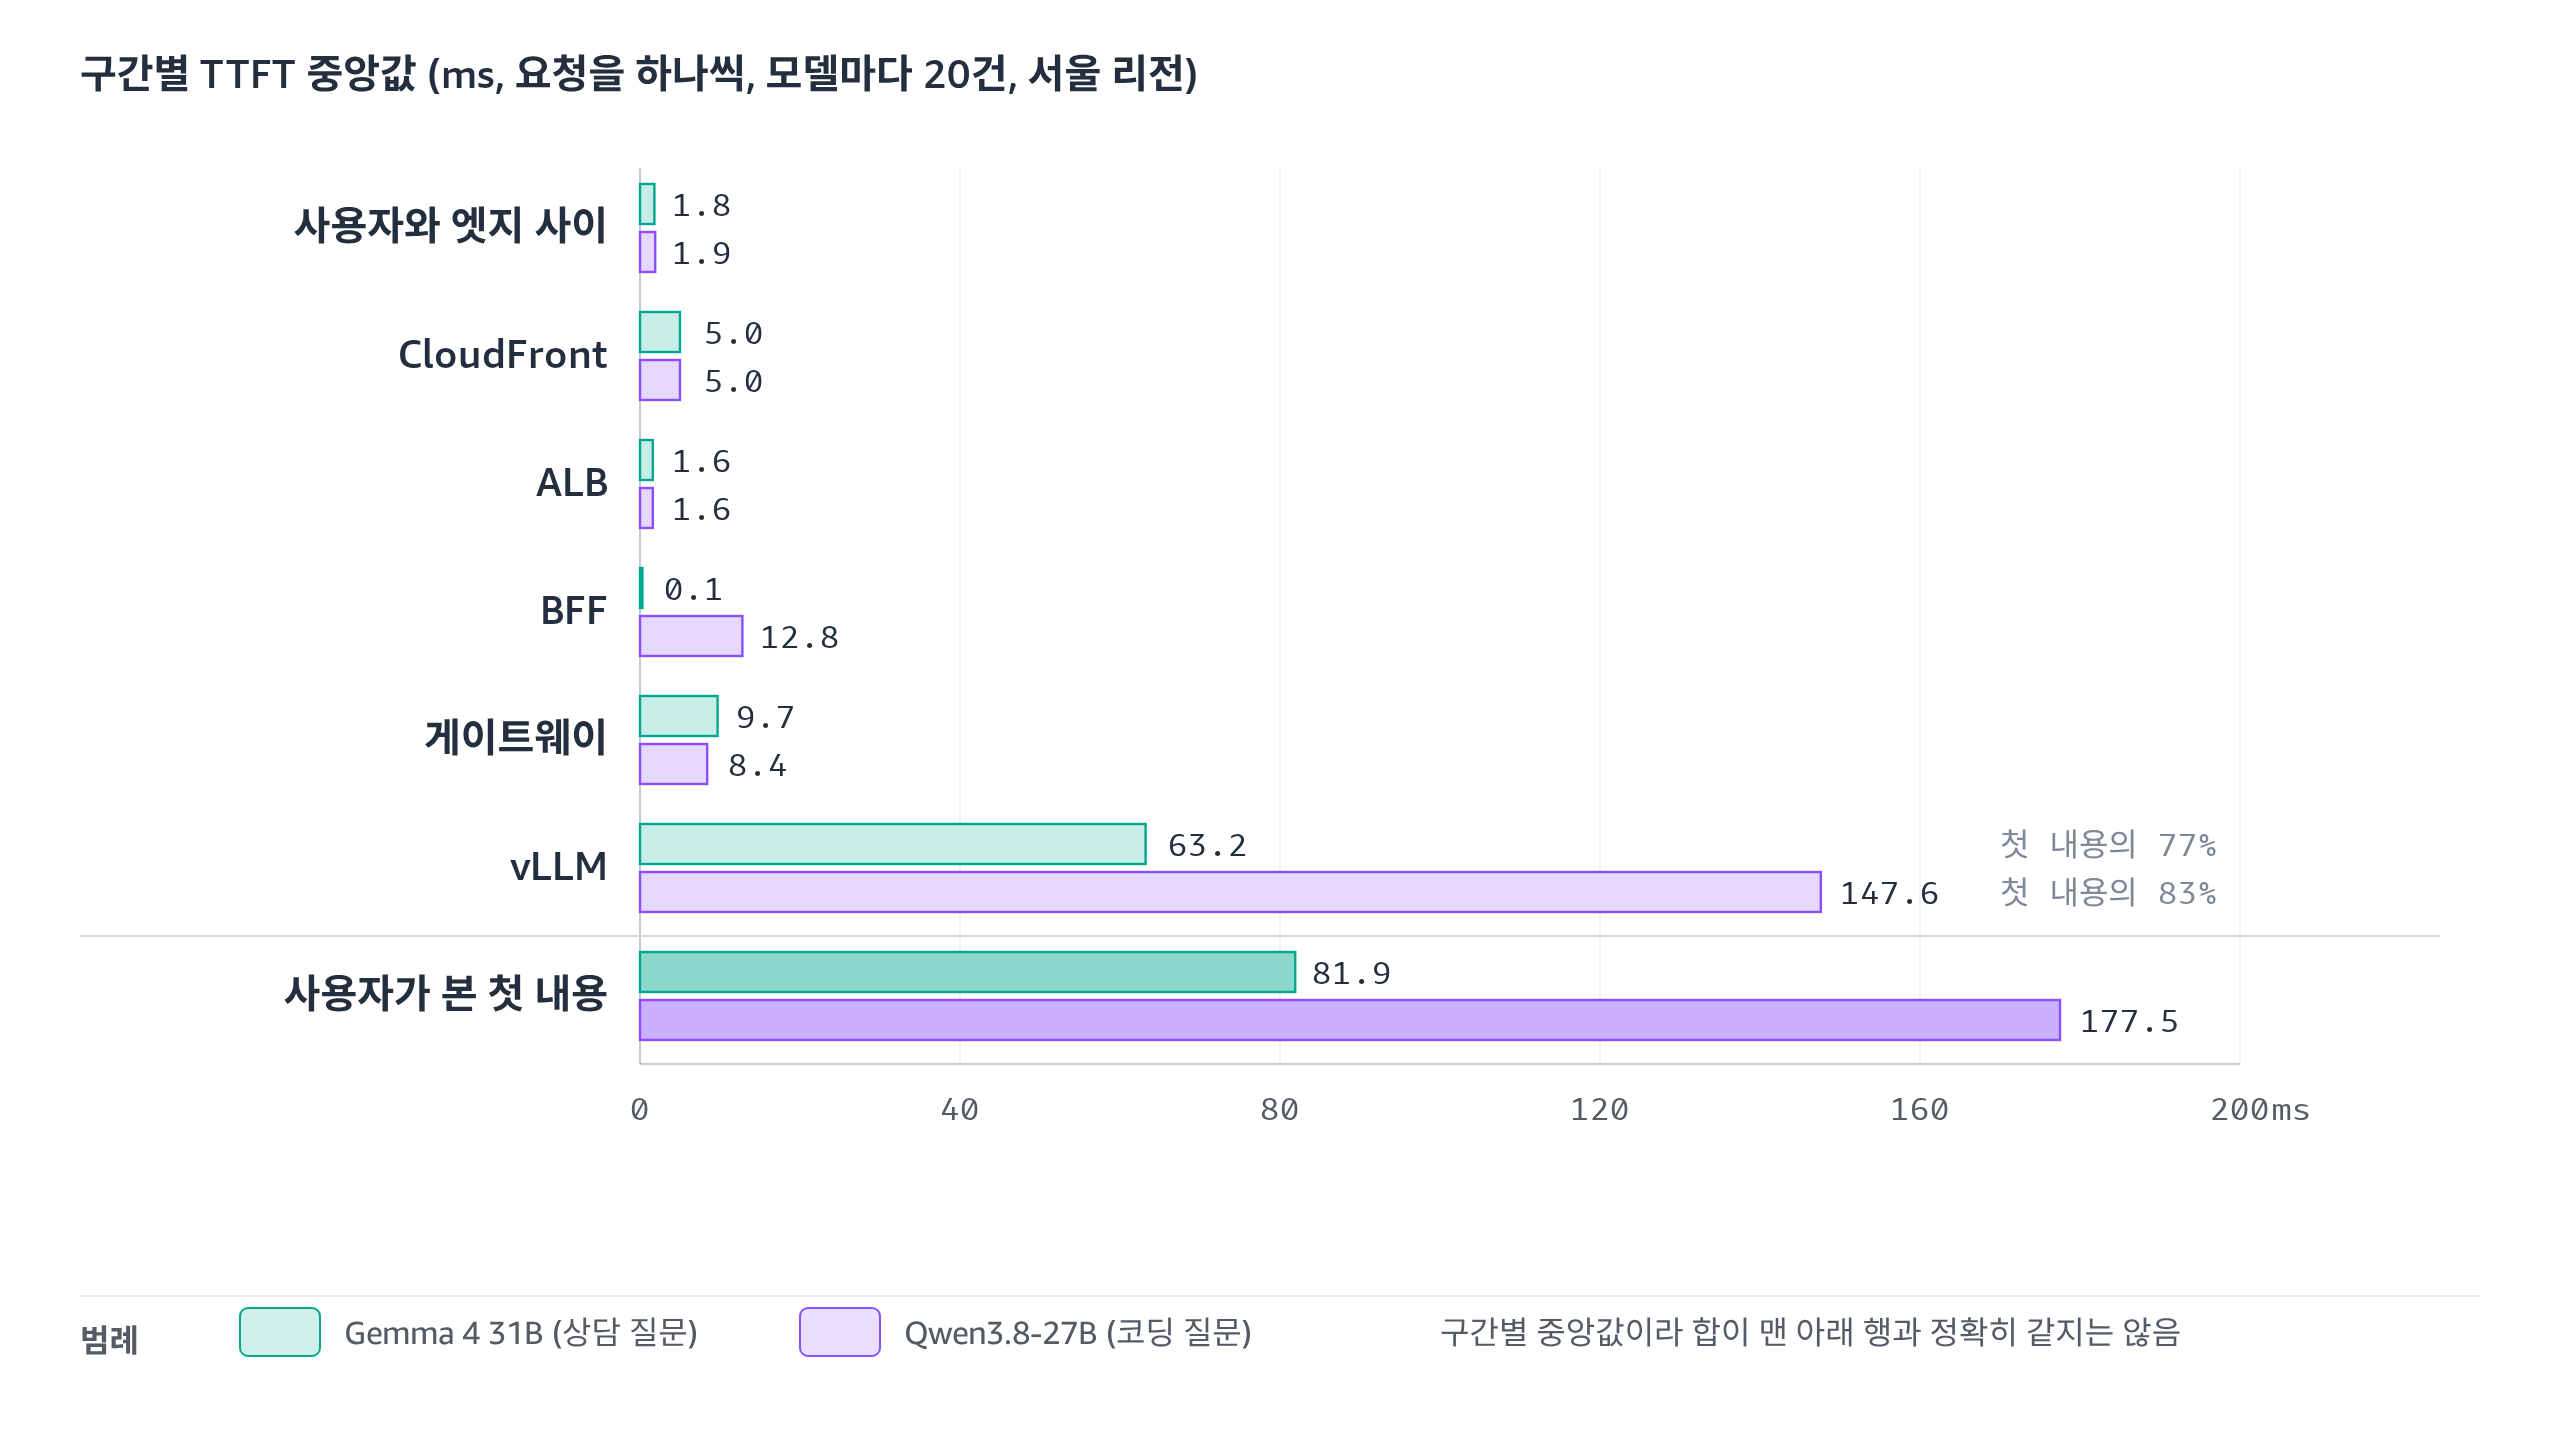 구간별 TTFT 중앙값 (ms, 요청을 하나씩, 모델마다 20건, 서울 리전)
사용자와 엣지 사이
1.8
1.9
CloudFront
5.0
5.0
ALB
1.6
1.6
BFF
0.1
12.8
게이트웨이
9.7
8.4
vLLM
63.2 첫 내용의 77%
147.6 첫 내용의 83%
사용자가 본 첫 내용
81.9
177.5
0 40 80 120 160 200ms
범례 Gemma 4 31B (상담 질문) Qwen3.8-27B (코딩 질문) 구간별 중앙값이라 합이 맨 아래 행과 정확히 같지는 않음